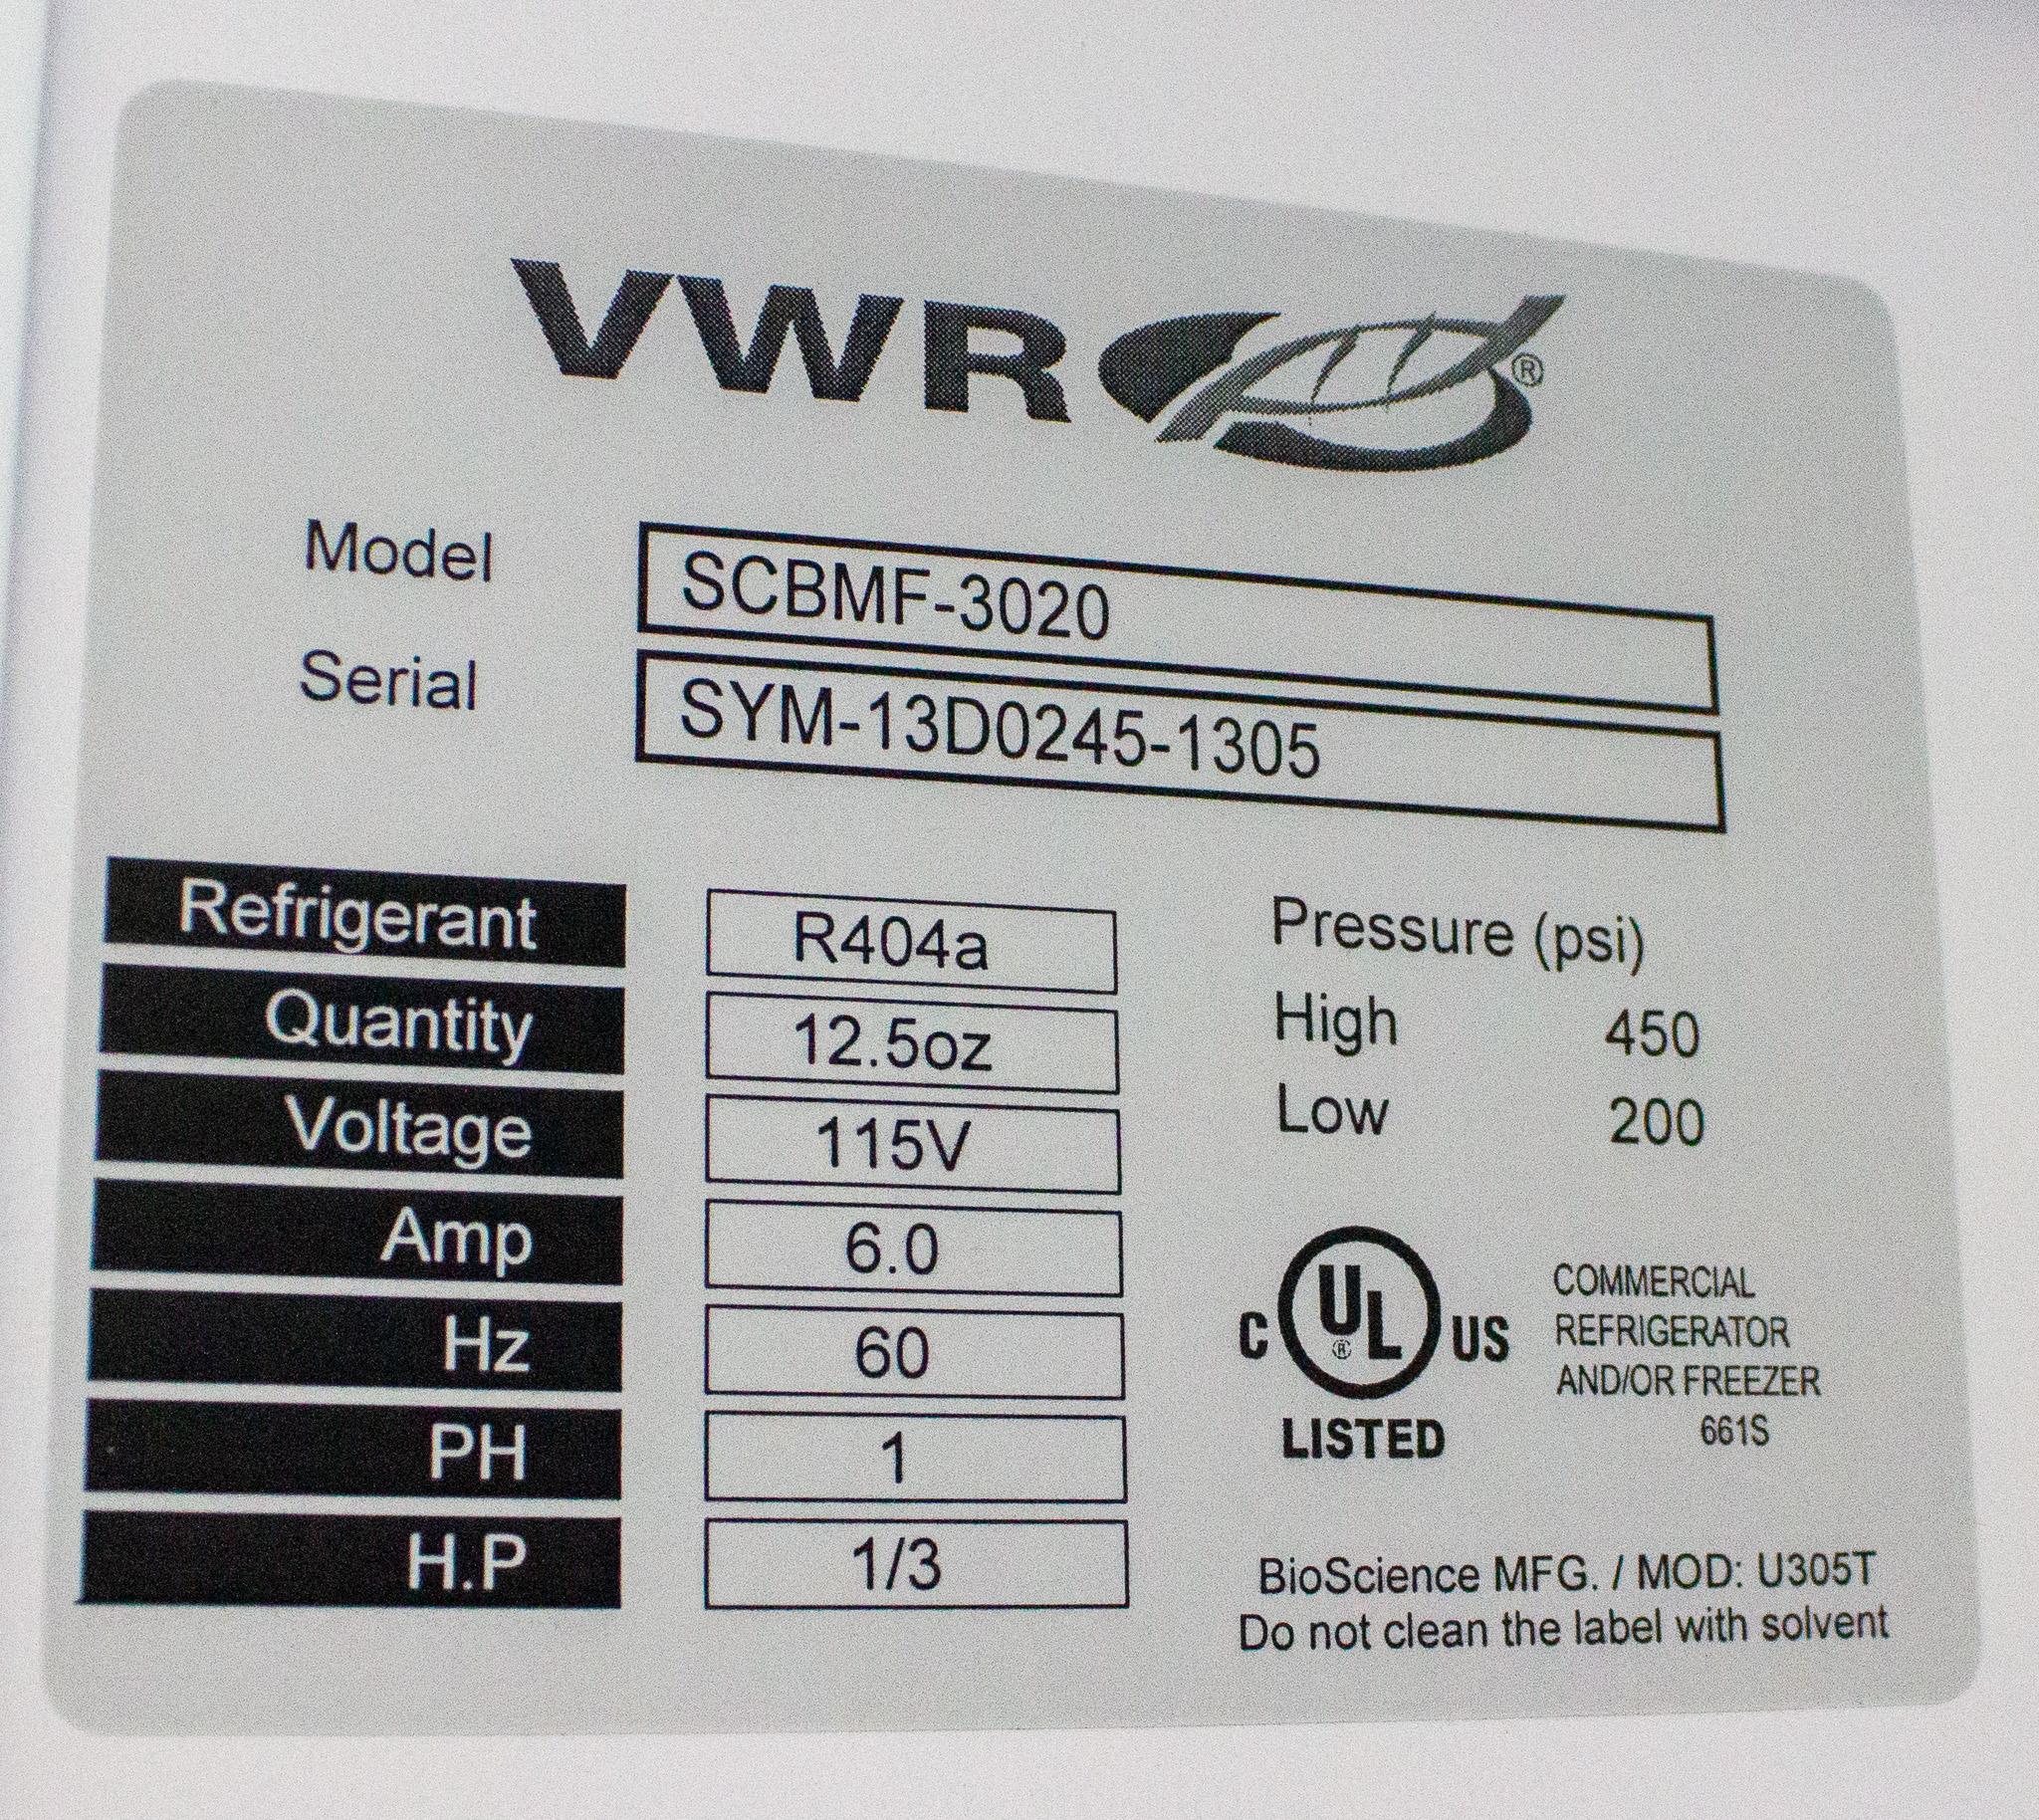 VWR ®
Model SCBMF-3020
Serial SYM-13D0245-1305
Refrigerant R404a
Quantity 12.5oz
Voltage 115V
Amp 6.0
Hz 60
PH 1
H.P 1/3
Pressure (psi)
High 450
Low 200
C UL ® US
LISTED
COMMERCIAL
REFRIGERATOR
AND/OR FREEZER
661S
BioScience MFG. / MOD: U305T
Do not clean the label with solvent